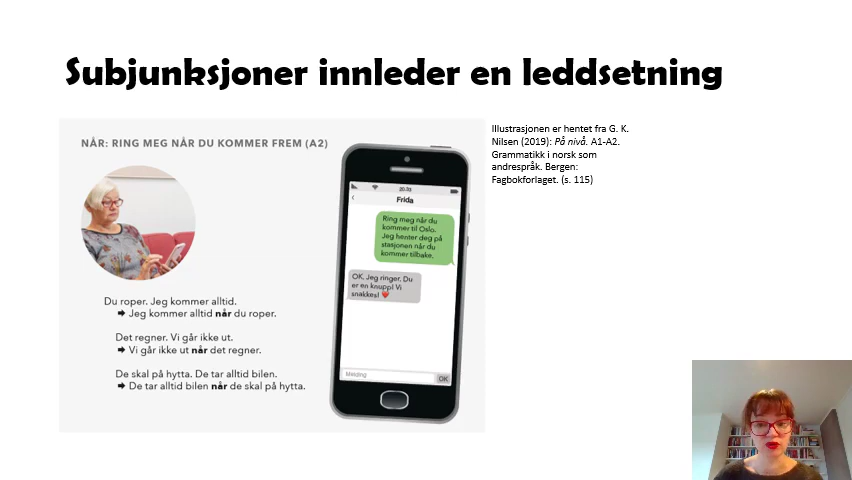 Subjunksjoner innleder en leddsetning
NÅR: RING MEG NÅR DU KOMMER FREM (A2)
Du roper. Jeg kommer alltid.
➡ Jeg kommer alltid når du roper.
Det regner. Vi går ikke ut.
➡ Vi går ikke ut når det regner.
De skal på hytta. De tar alltid bilen.
➡ De tar alltid bilen når de skal på hytta.
20.30
Frida
Ring meg når du
kommer til Oslo.
Jeg henter deg på
stasjonen når du
kommer tilbake.
OK. Jeg ringer. Du
er en knupp! Vi
snakkes! ❤
Melding
OK
Illustrasjonen er hentet fra G. K.
Nilsen (2019): På nivå. A1-A2.
Grammatikk i norsk som
andrespråk. Bergen:
Fagbokforlaget. (s. 115)